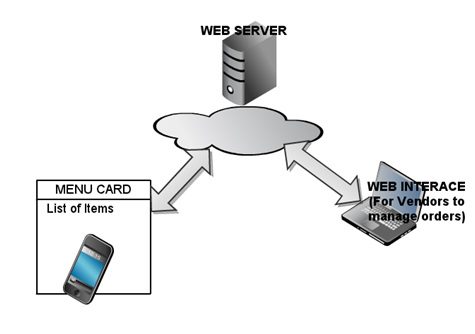 WEB SERVER
MENU CARD
List of Items
WEB INTERACE
(For Vendors to
manage orders)